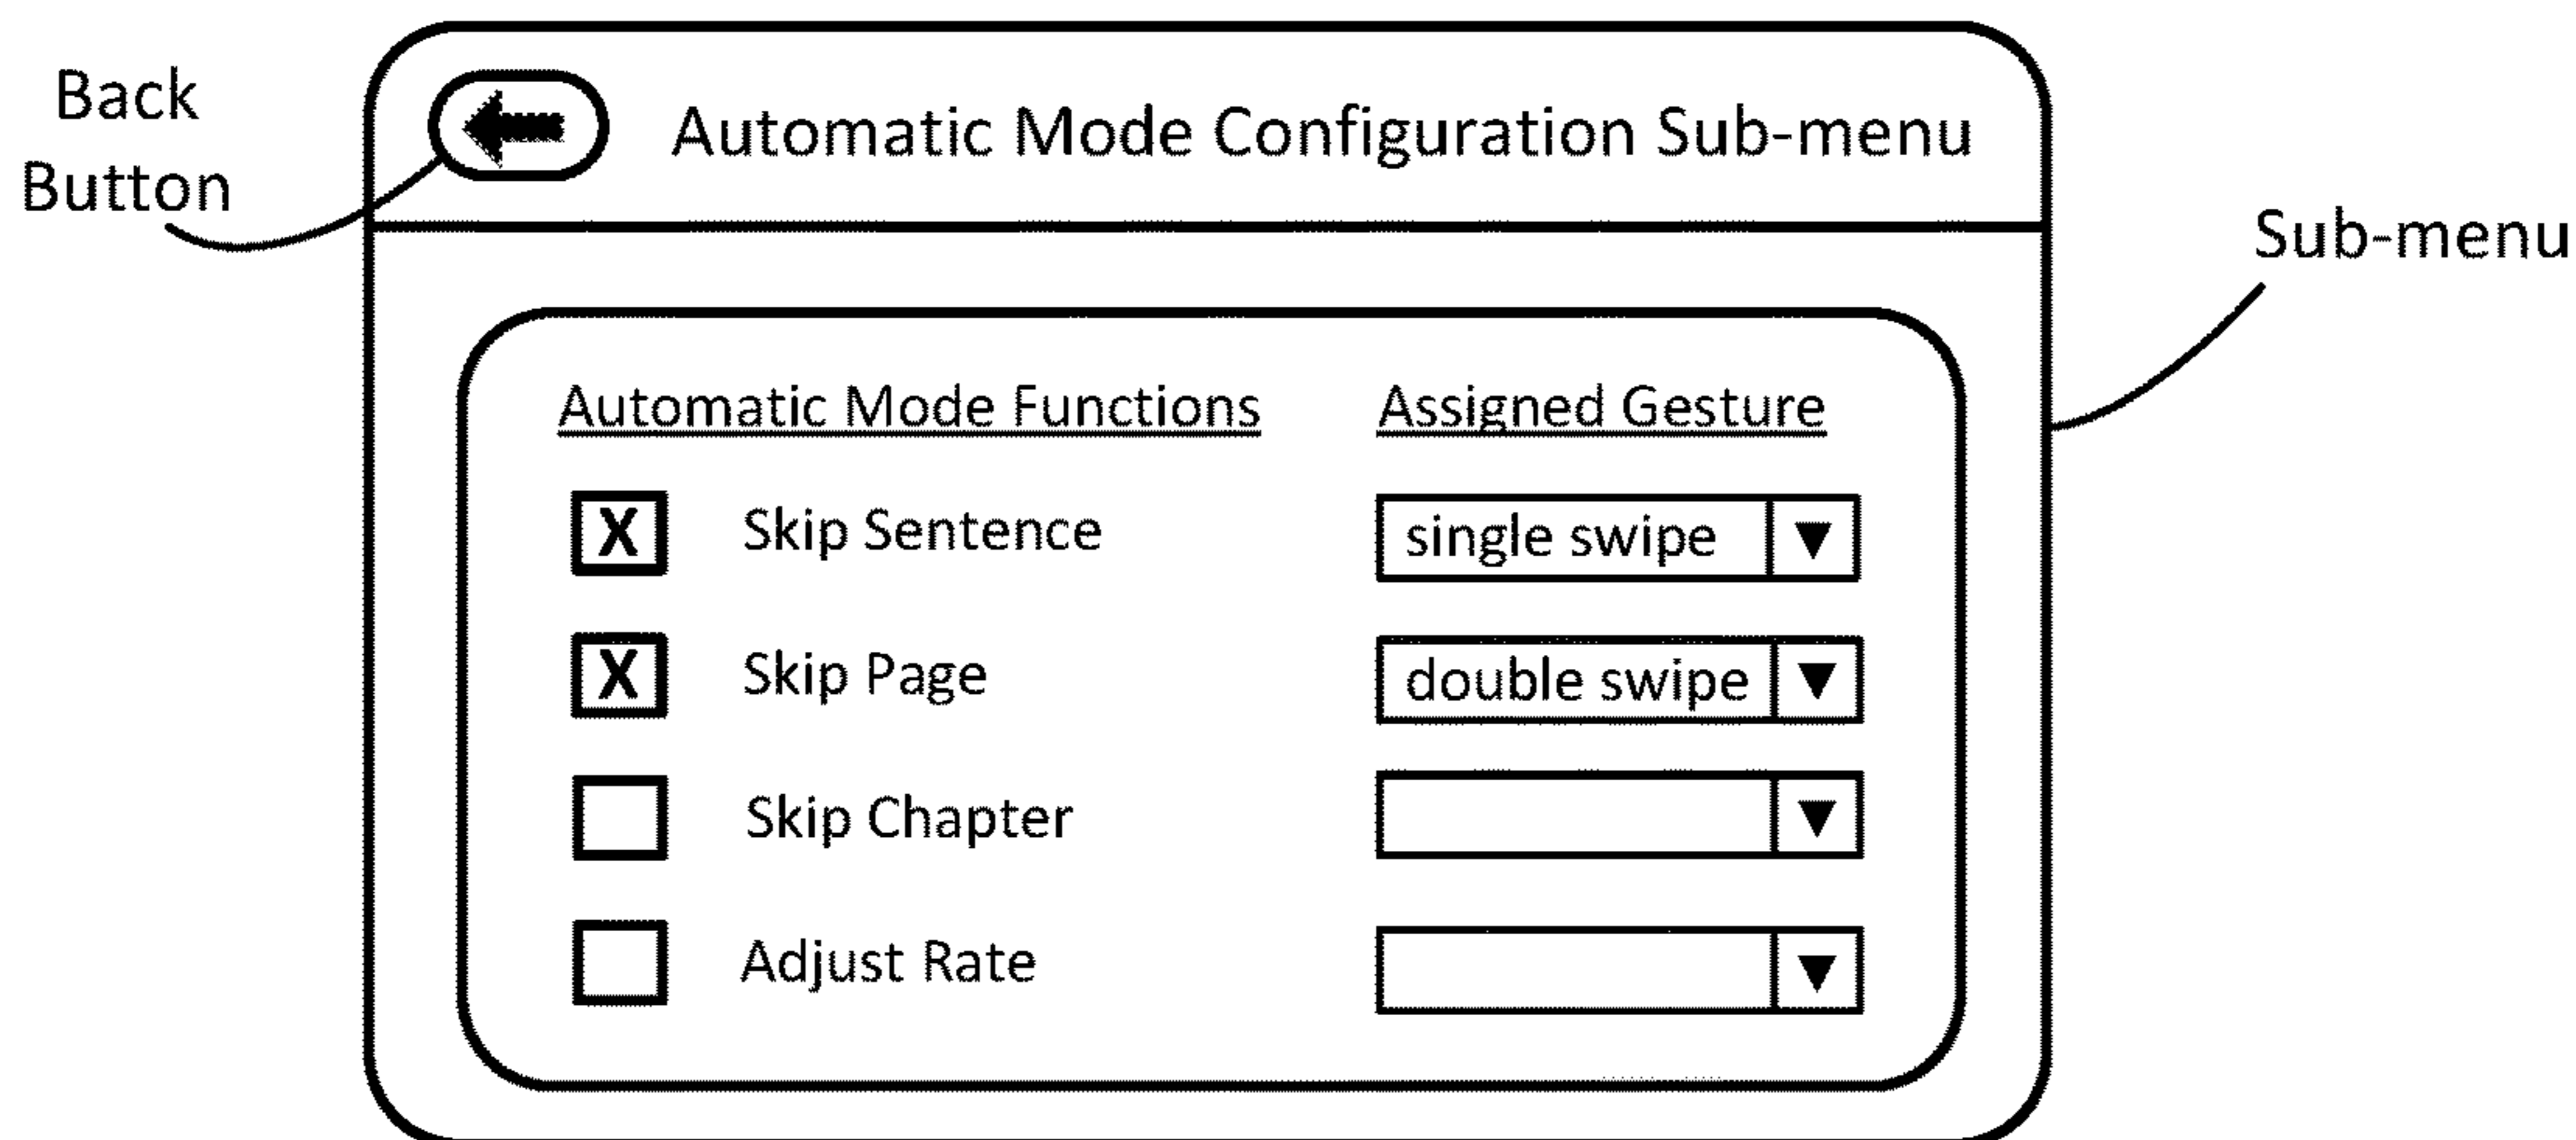 Back
Button
Automatic Mode Configuration Sub-menu
Sub-menu
Automatic Mode Functions Assigned Gesture
X Skip Sentence single swipe ▼
X Skip Page double swipe ▼
Skip Chapter ▼
Adjust Rate ▼